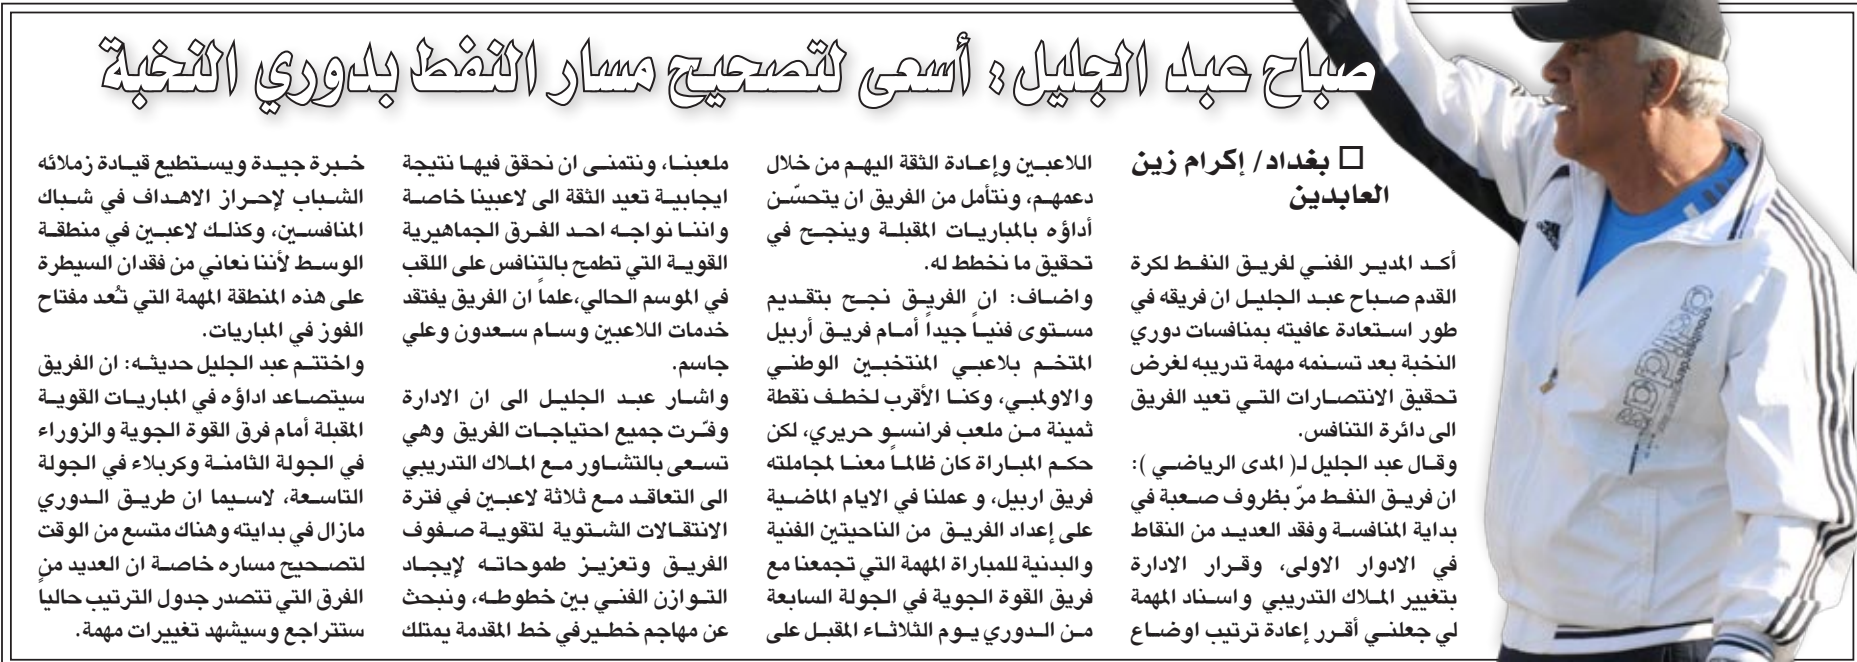 صباح عبد الجليل : أسعى لتصحيح مسار النفط بدوري النخبة
□ بغداد/ إكرام زين
العابدين
أكد المدير الفني لفريق النفط لكرة
القدم صباح عبد الجليل ان فريقه في
طور استعادة عافيته بمنافسات دوري
النخبة بعد تسنمه مهمة تدريبه لغرض
تحقيق الانتصارات التي تعيد الفريق
الى دائرة التنافس.
وقال عبد الجليل لـ( المدى الرياضي ):
ان فريق النفط مرّ بظروف صعبة في
بداية المنافسة وفقد العديد من النقاط
في الادوار الاولى، وقرار الادارة
بتغيير الملاك التدريبي واسناد المهمة
لي جعلني أقرر إعادة ترتيب اوضاع
اللاعبين وإعادة الثقة اليهم من خلال
دعمهم، ونتأمل من الفريق ان يتحسّن
أداؤه بالمباريات المقبلة وينجح في
تحقيق ما نخطط له.
واضاف: ان الفريق نجح بتقديم
مستوى فنياً جيداً أمام فريق أربيل
المتخم بلاعبي المنتخبين الوطني
والاولمبي، وكنا الأقرب لخطف نقطة
ثمينة من ملعب فرانسو حريري، لكن
حكم المباراة كان ظالماً معنا لمجاملته
فريق اربيل، و عملنا في الايام الماضية
على إعداد الفريق من الناحيتين الفنية
والبدنية للمباراة المهمة التي تجمعنا مع
فريق القوة الجوية في الجولة السابعة
من الدوري يوم الثلاثاء المقبل على
ملعبنا، ونتمنى ان نحقق فيها نتيجة
ايجابية تعيد الثقة الى لاعبينا خاصة
واننا نواجه احد الفرق الجماهيرية
القوية التي تطمح بالتنافس على اللقب
في الموسم الحالي،علماً ان الفريق يفتقد
خدمات اللاعبين وسام سعدون وعلي
جاسم.
واشار عبد الجليل الى ان الادارة
وفّرت جميع احتياجات الفريق وهي
تسعى بالتشاور مع الملاك التدريبي
الى التعاقد مع ثلاثة لاعبين في فترة
الانتقالات الشتوية لتقوية صفوف
الفريق وتعزيز طموحاته لإيجاد
التوازن الفني بين خطوطه، ونبحث
عن مهاجم خطيرفي خط المقدمة يمتلك
خبرة جيدة ويستطيع قيادة زملائه
الشباب لإحراز الاهداف في شباك
المنافسين، وكذلك لاعبين في منطقة
الوسط لأننا نعاني من فقدان السيطرة
على هذه المنطقة المهمة التي تُعد مفتاح
الفوز في المباريات.
واختتم عبد الجليل حديثه: ان الفريق
سيتصاعد اداؤه في المباريات القوية
المقبلة أمام فرق القوة الجوية والزوراء
في الجولة الثامنة وكربلاء في الجولة
التاسعة، لاسيما ان طريق الدوري
مازال في بدايته وهناك متسع من الوقت
لتصحيح مساره خاصة ان العديد من
الفرق التي تتصدر جدول الترتيب حالياً
ستتراجع وسيشهد تغييرات مهمة.